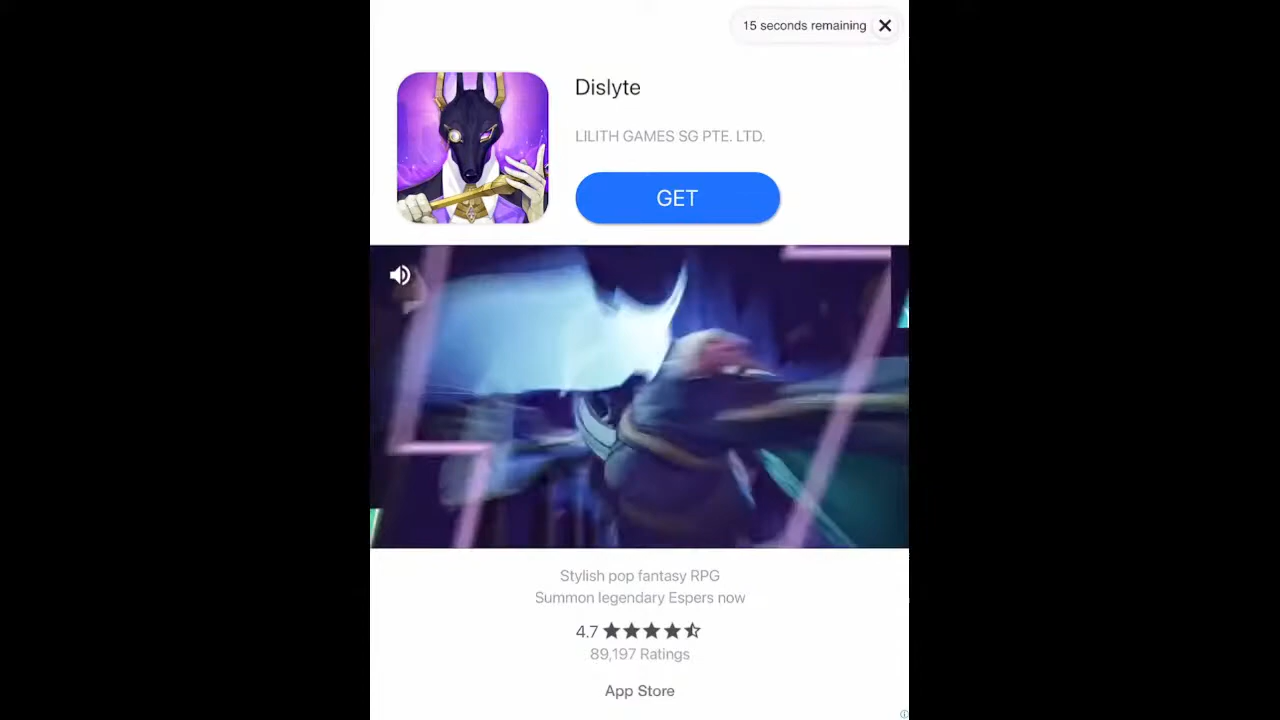 15 seconds remaining
Dislyte
LILITH GAMES SG PTE. LTD.
GET
Stylish pop fantasy RPG
Summon legendary Espers now
4.7
89,197 Ratings
App Store